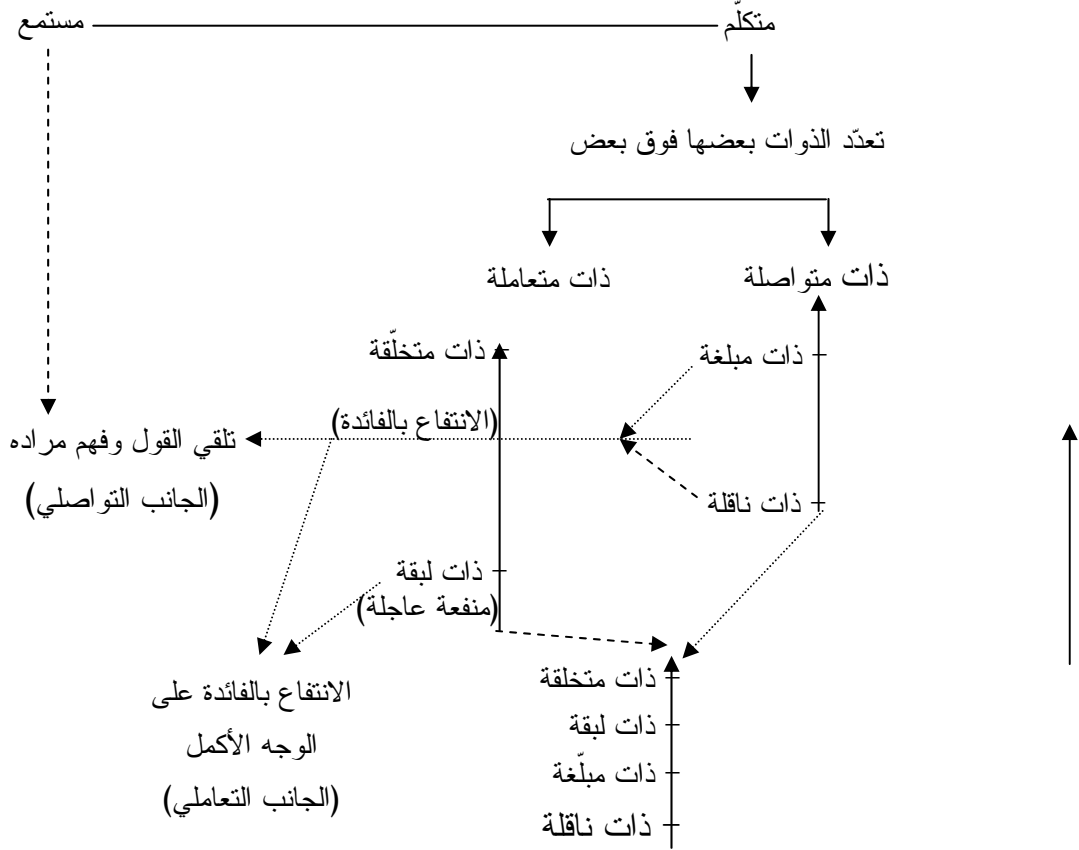 متكلّم
مستمع
تعدّد الذوات بعضها فوق بعض
ذات متواصلة
ذات متعاملة
ذات مبلغة
ذات متخلّقة
(الانتفاع بالفائدة)
تلقي القول وفهم مراده
(الجانب التواصلي)
ذات ناقلة
ذات لبقة
(منفعة عاجلة)
الانتفاع بالفائدة على
الوجه الأكمل
(الجانب التعاملي)
ذات متخلقة
ذات لبقة
ذات مبلّغة
ذات ناقلة